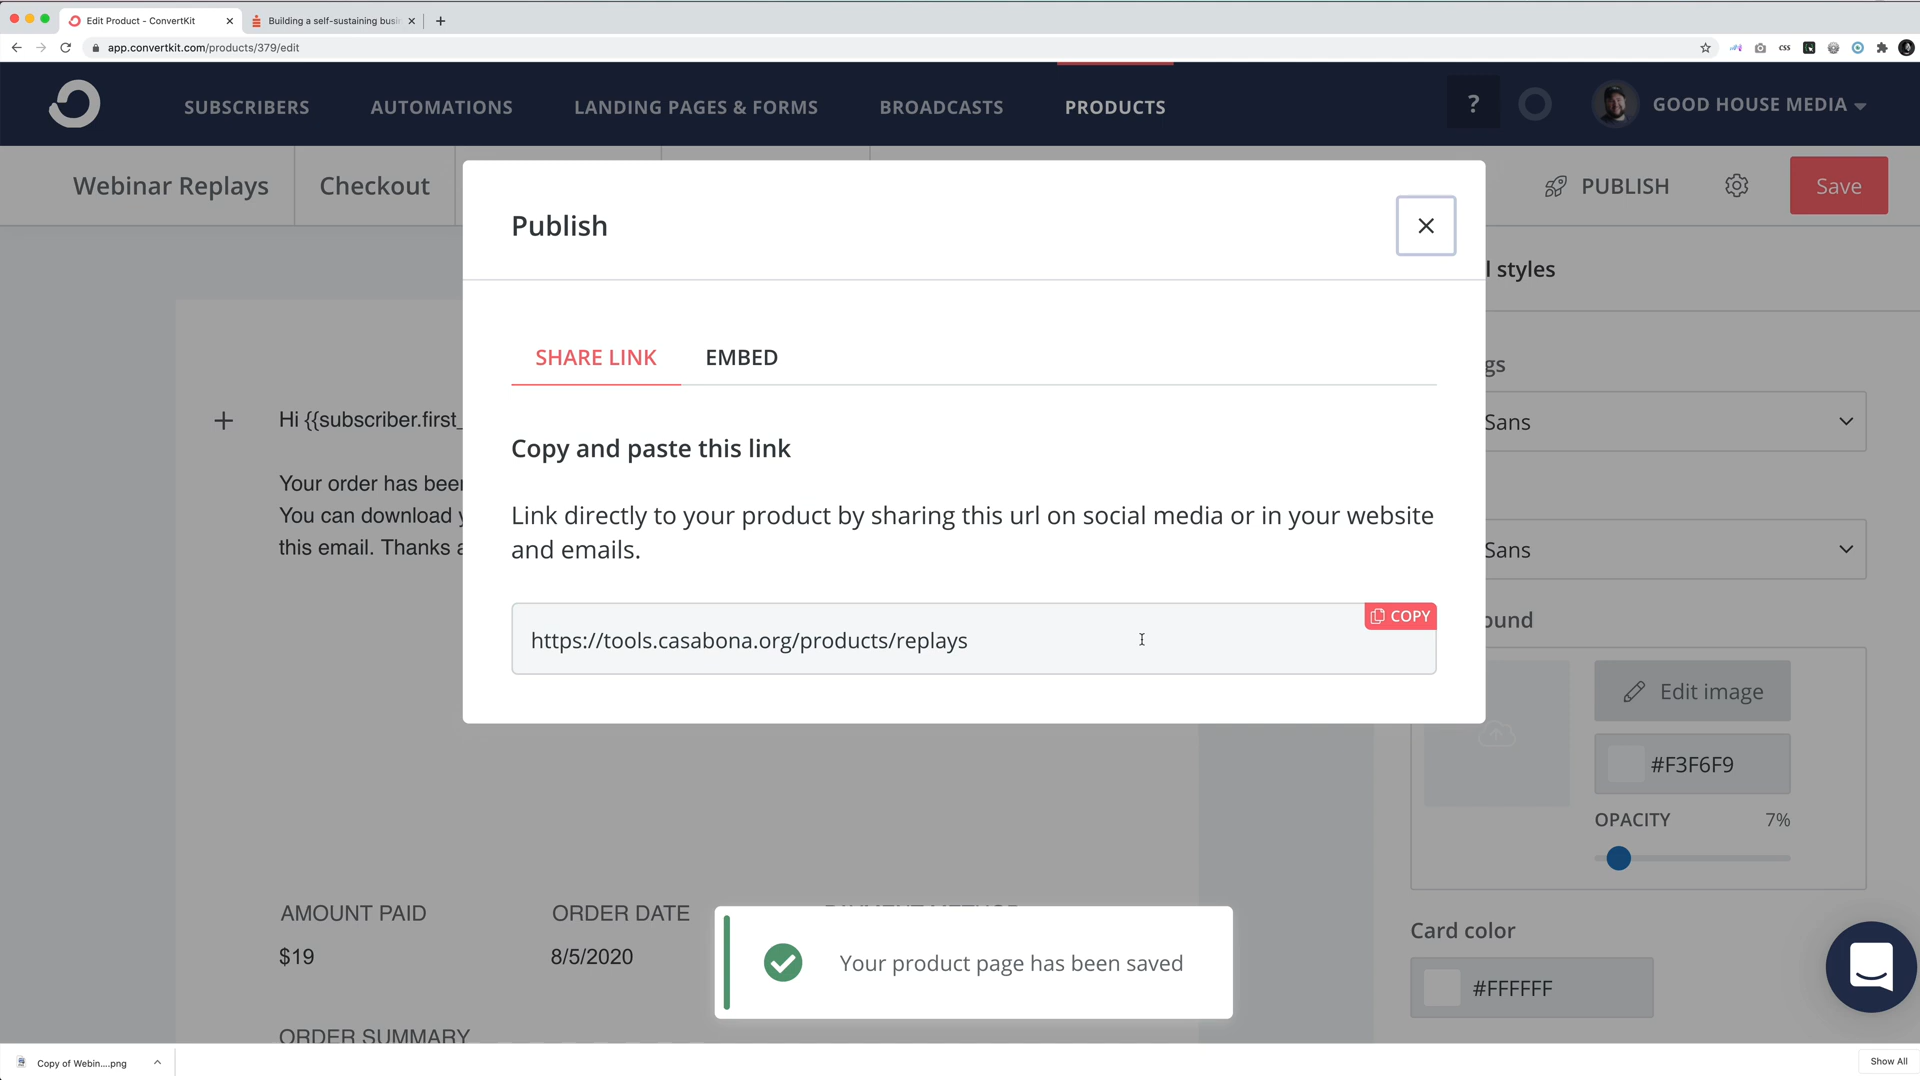 Edit Product - ConvertKit
Building a self-sustaining busi
app.convertkit.com/products/379/edit
CSS
SUBSCRIBERS
AUTOMATIONS
LANDING PAGES & FORMS
BROADCASTS
PRODUCTS
?
GOOD HOUSE MEDIA
Webinar Replays
Checkout
PUBLISH
Save
Publish
l styles
SHARE LINK
EMBED
gs
Sans
Hi {{subscriber.first_
Copy and paste this link
Your order has been
You can download y
this email. Thanks a
Link directly to your product by sharing this url on social media or in your website
and emails.
Sans
COPY
https://tools.casabona.org/products/replays
ound
Edit image
#F3F6F9
OPACITY 7%
AMOUNT PAID
ORDER DATE
PAYMENT METHOD
$19
8/5/2020
Your product page has been saved
Card color
#FFFFFF
ORDER SUMMARY
Copy of Webin....png
Show All